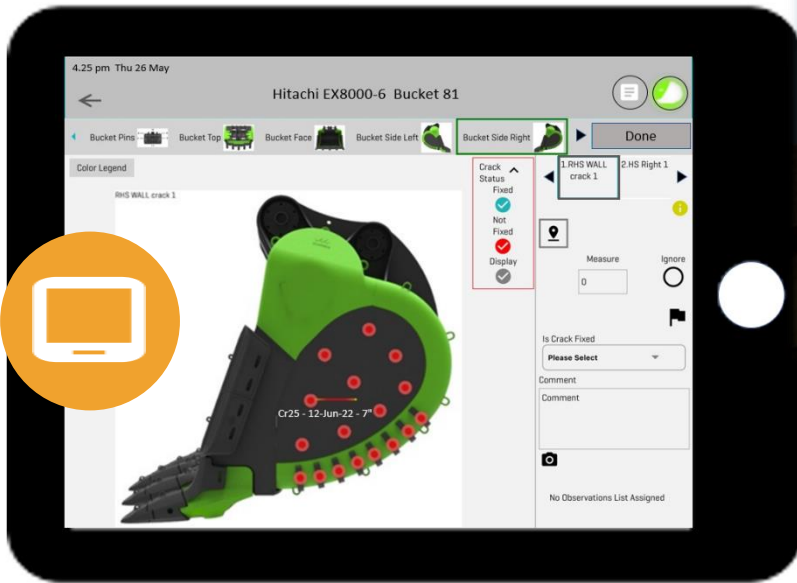 4.25 pm Thu 26 May
Hitachi EX8000-6 Bucket 81
Bucket Pins
Bucket Top
Bucket Face
Bucket Side Left
Bucket Side Right
Done
Color Legend
RHS WALL crack 1
Cr25 - 12-Jun-22 - 7"
Crack
Status
Fixed
Not
Fixed
Display
1.RHS WALL
crack 1
2.HS Right 1
Measure
Ignore
0
Is Crack Fixed
Please Select
Comment
Comment
No Observations List Assigned